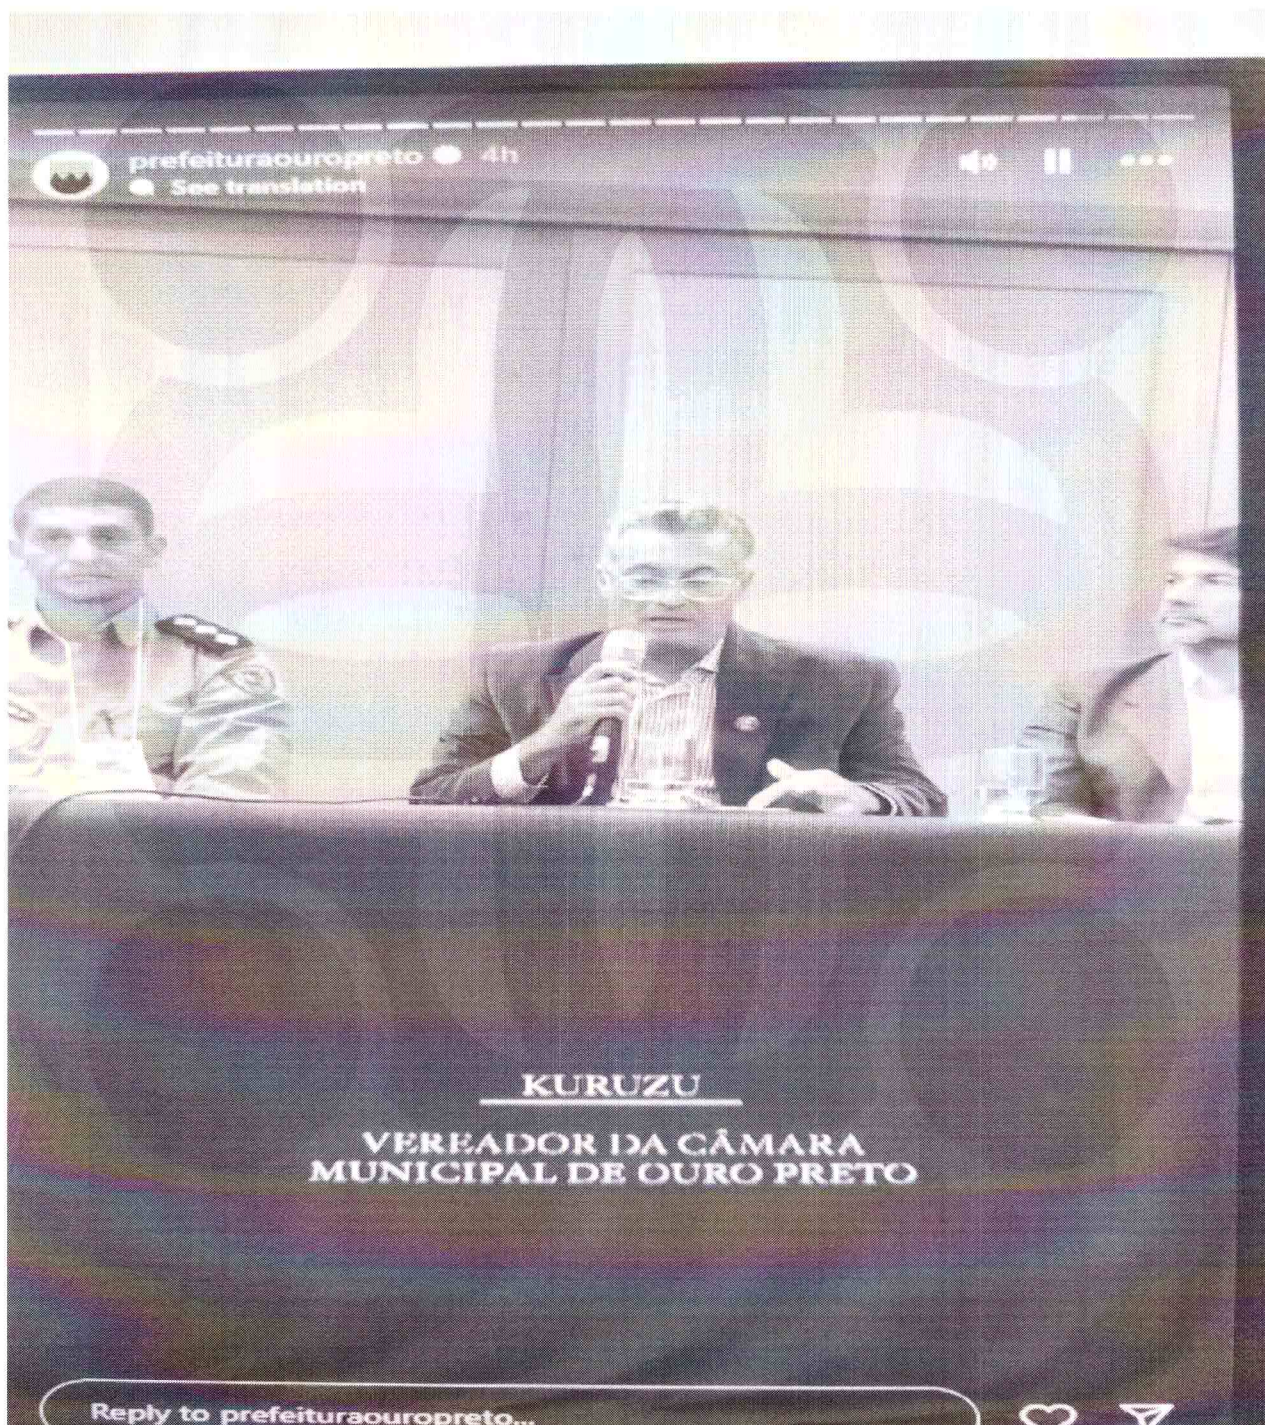 prefeituraouropreto 4h
See translation
KURUZU
VEREADOR DA CÂMARA
MUNICIPAL DE OURO PRETO
Reply to prefeituraouropreto...